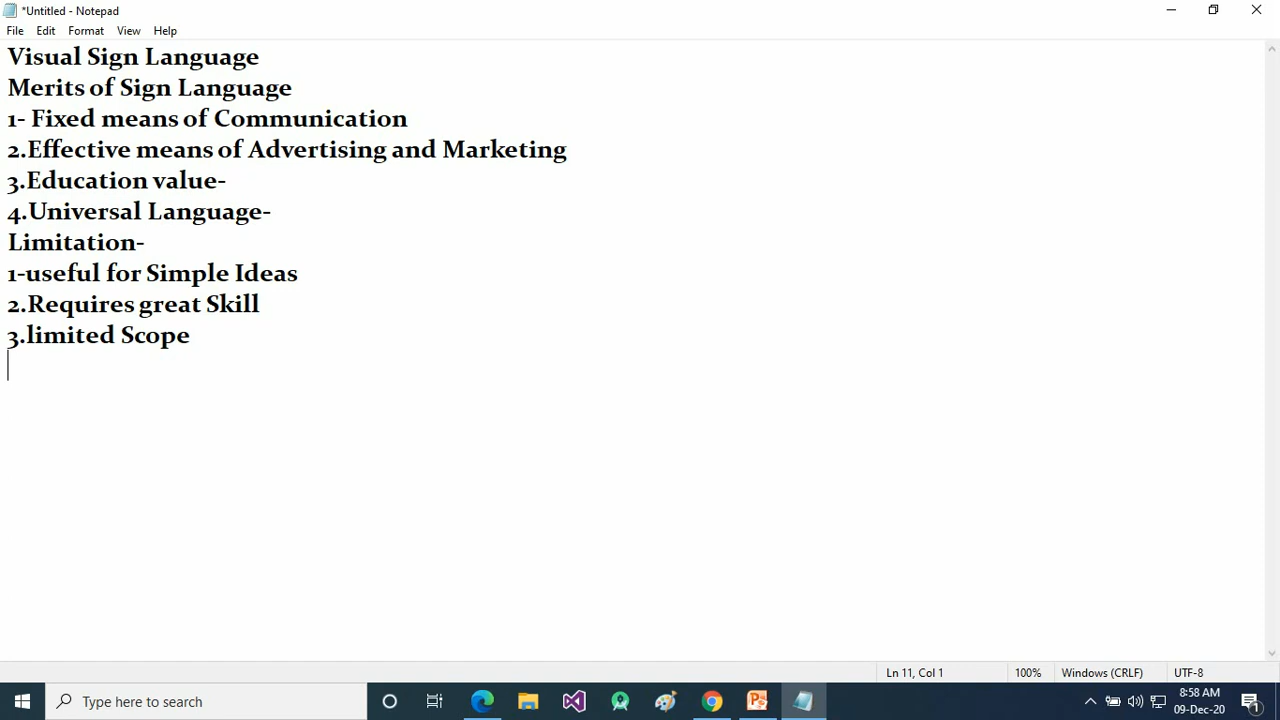 *Untitled - Notepad
File Edit Format View Help
Visual Sign Language
Merits of Sign Language
1- Fixed means of Communication
2.Effective means of Advertising and Marketing
3.Education value-
4.Universal Language-
Limitation-
1-useful for Simple Ideas
2.Requires great Skill
3.limited Scope
Ln 11, Col 1 100% Windows (CRLF) UTF-8
Type here to search
8:58 AM
09-Dec-20
1